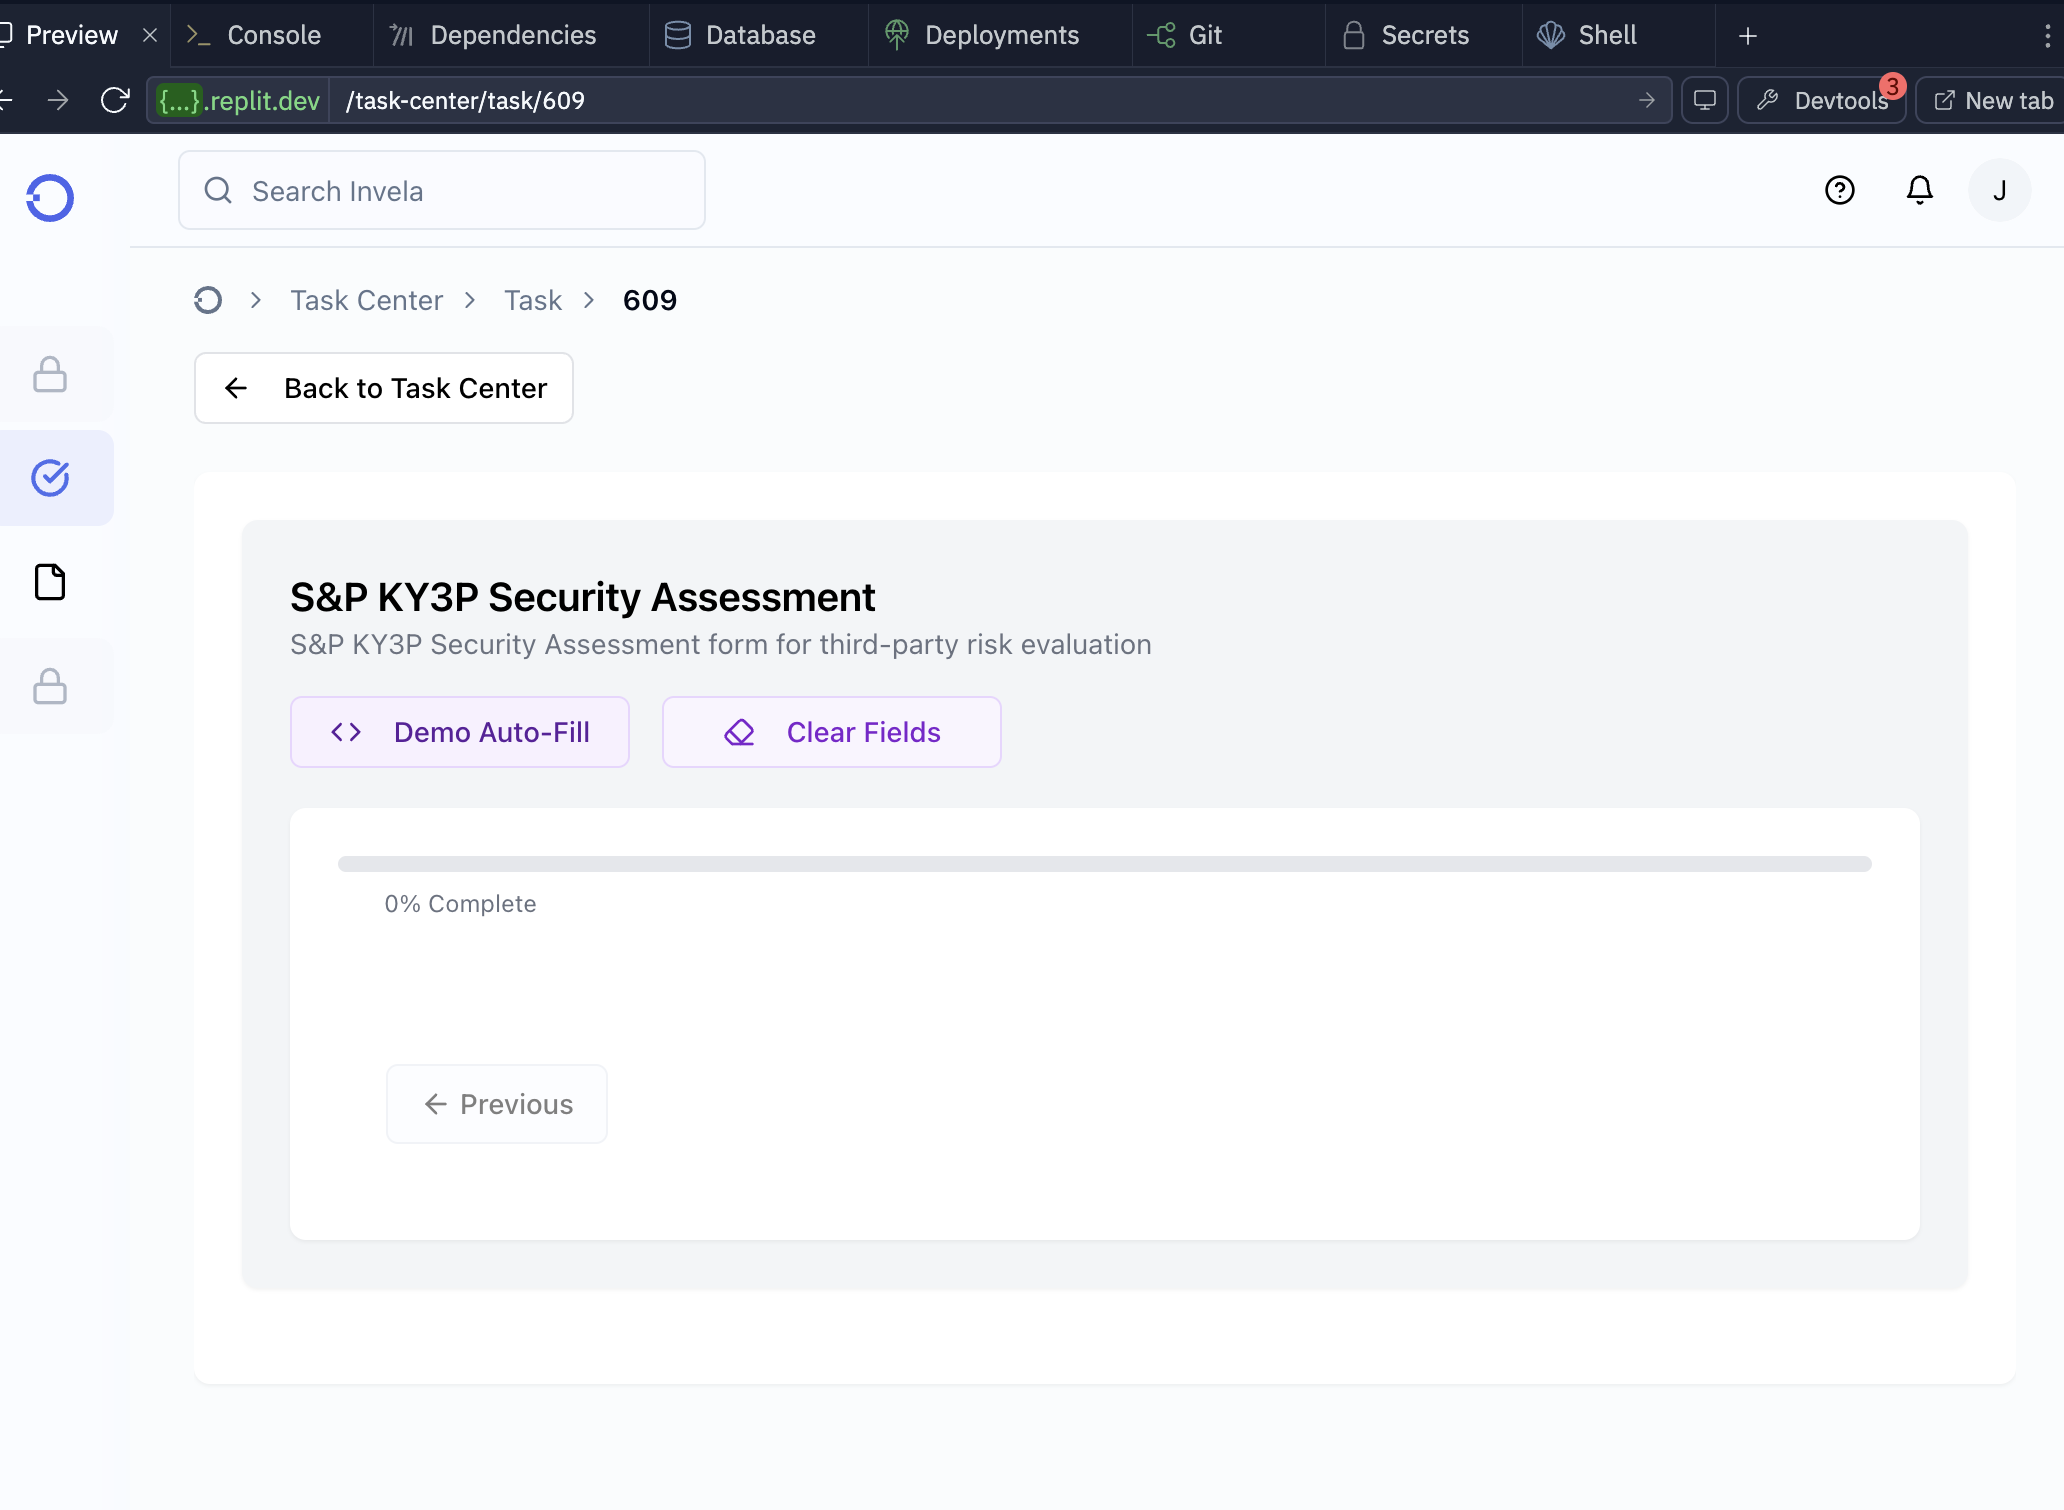 Preview Console Dependencies Database Deployments Git Secrets Shell
{...}.replit.dev /task-center/task/609 Devtools 3 New tab
Search Invela J
Task Center Task 609
Back to Task Center
S&P KY3P Security Assessment
S&P KY3P Security Assessment form for third-party risk evaluation
Demo Auto-Fill Clear Fields
0% Complete
Previous